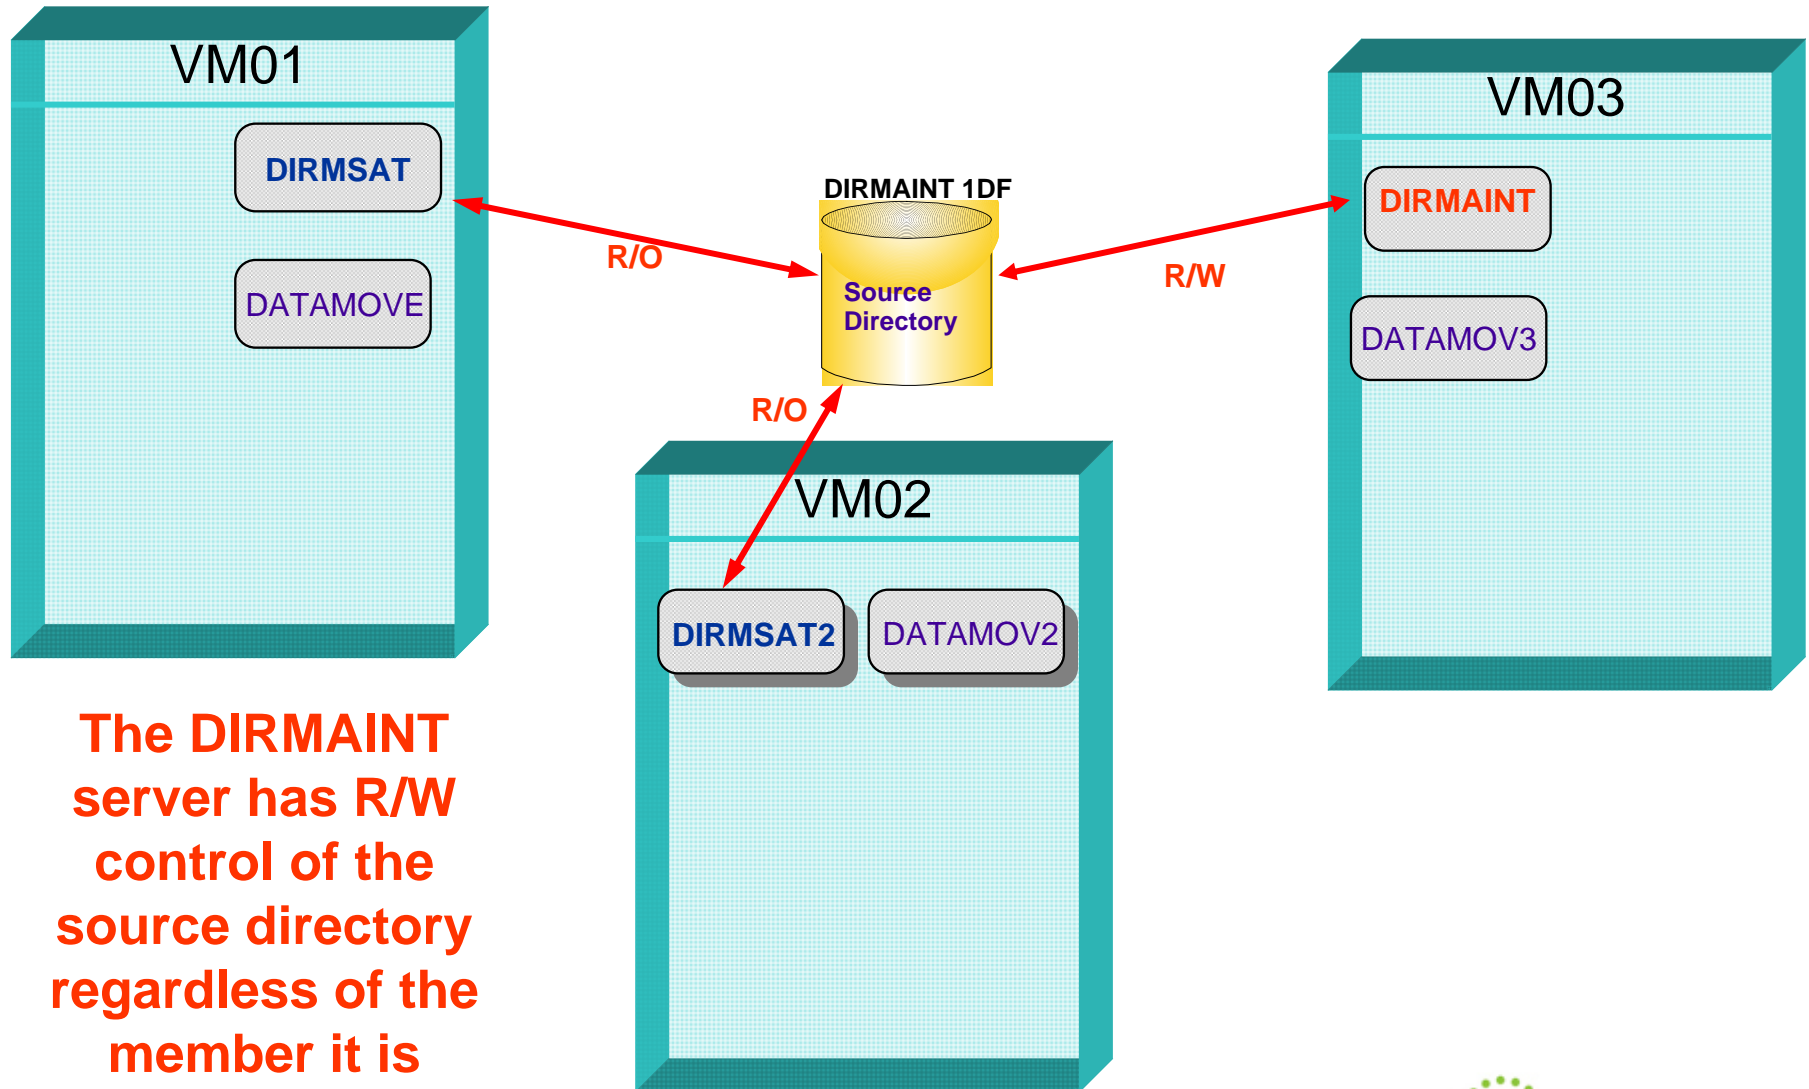 VM01
DIRMSAT
DATAMOVE
R/O
DIRMAINT 1DF
Source
Directory
R/W
VM03
DIRMAINT
DATAMOV3
R/O
VM02
DIRMSAT2
DATAMOV2
The DIRMAINT
server has R/W
control of the
source directory
regardless of the
member it is